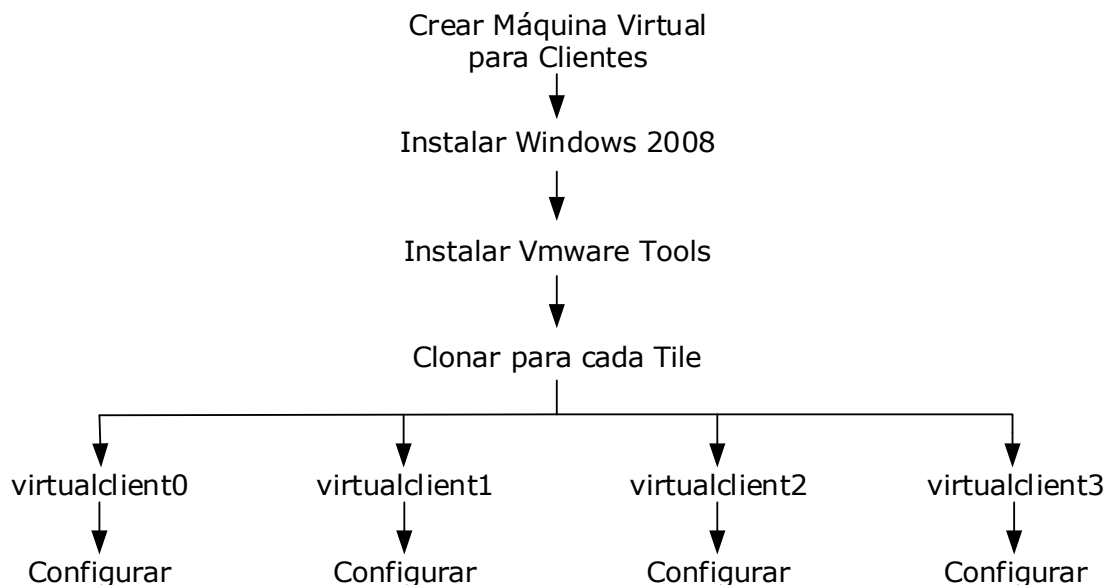 Crear Máquina Virtual
para Clientes
Instalar Windows 2008
Instalar Vmware Tools
Clonar para cada Tile
virtualclient0 virtualclient1 virtualclient2 virtualclient3
Configurar Configurar Configurar Configurar